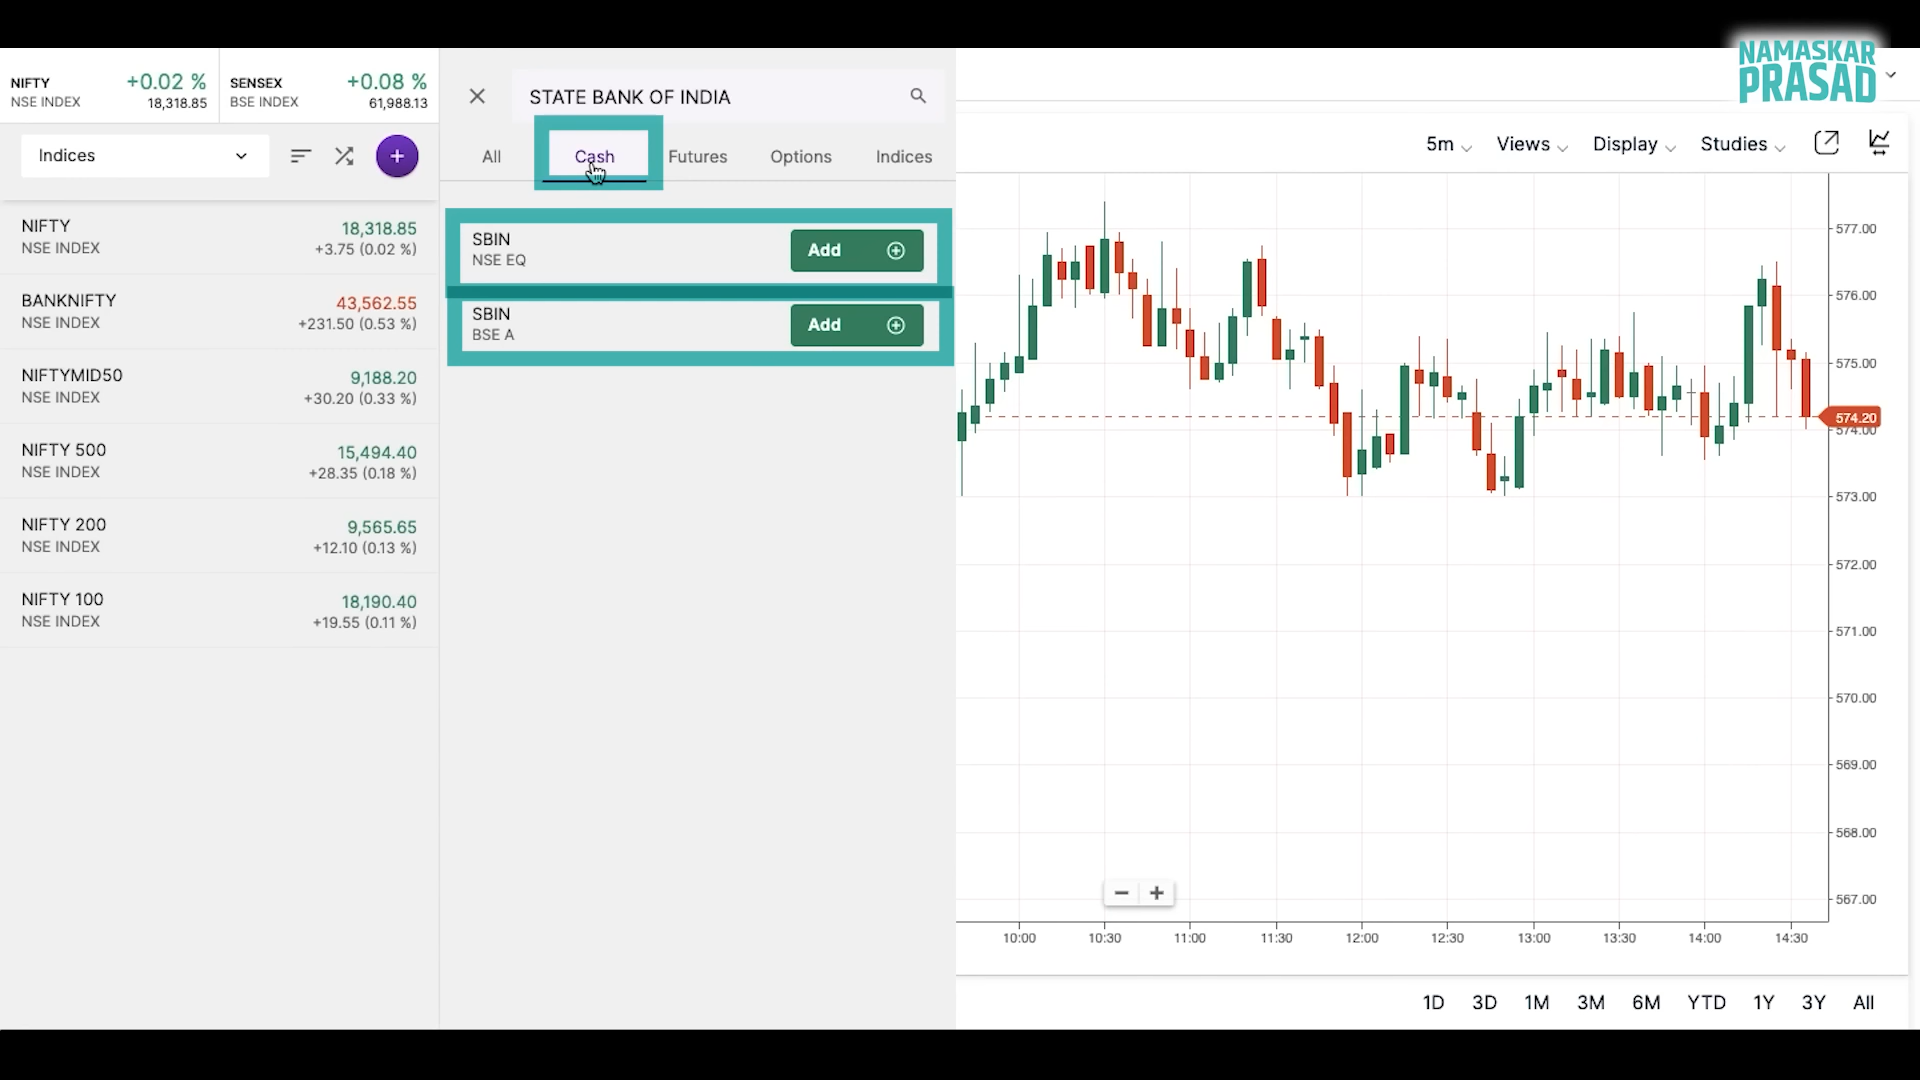 NAMASKAR
PRASAD
NIFTY +0.02 %
NSE INDEX 18,318.85
SENSEX +0.08 %
BSE INDEX 61,988.13
STATE BANK OF INDIA
All Cash Futures Options Indices
Indices
+
NIFTY 18,318.85
NSE INDEX +3.75 (0.02 %)
BANKNIFTY 43,562.55
NSE INDEX +231.50 (0.53 %)
NIFTYMID50 9,188.20
NSE INDEX +30.20 (0.33 %)
NIFTY 500 15,494.40
NSE INDEX +28.35 (0.18 %)
NIFTY 200 9,565.65
NSE INDEX +12.10 (0.13 %)
NIFTY 100 18,190.40
NSE INDEX +19.55 (0.11 %)
SBIN
NSE EQ
Add
SBIN
BSE A
Add
5m Views Display Studies
577.00
576.00
575.00
574.20
574.00
573.00
572.00
571.00
570.00
569.00
568.00
567.00
− +
10:00 10:30 11:00 11:30 12:00 12:30 13:00 13:30 14:00 14:30
1D 3D 1M 3M 6M YTD 1Y 3Y All